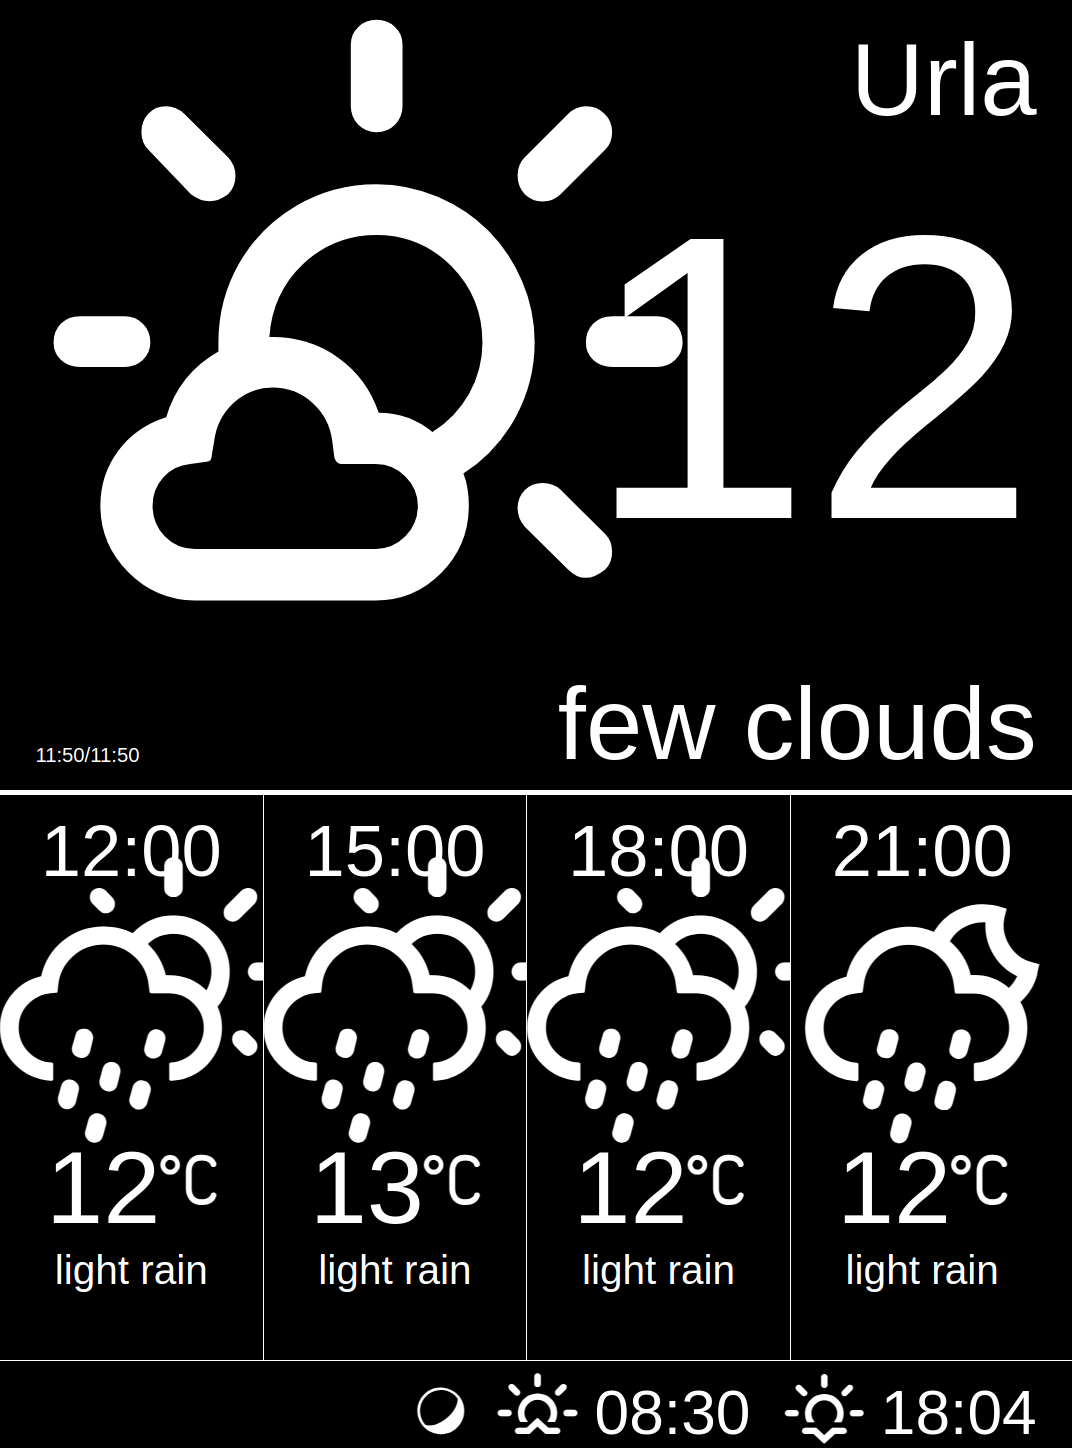 Urla
12
few clouds
11:50/11:50
12:00 15:00 18:00 21:00
12°C 13°C 12°C 12°C
light rain light rain light rain light rain
08:30 18:04